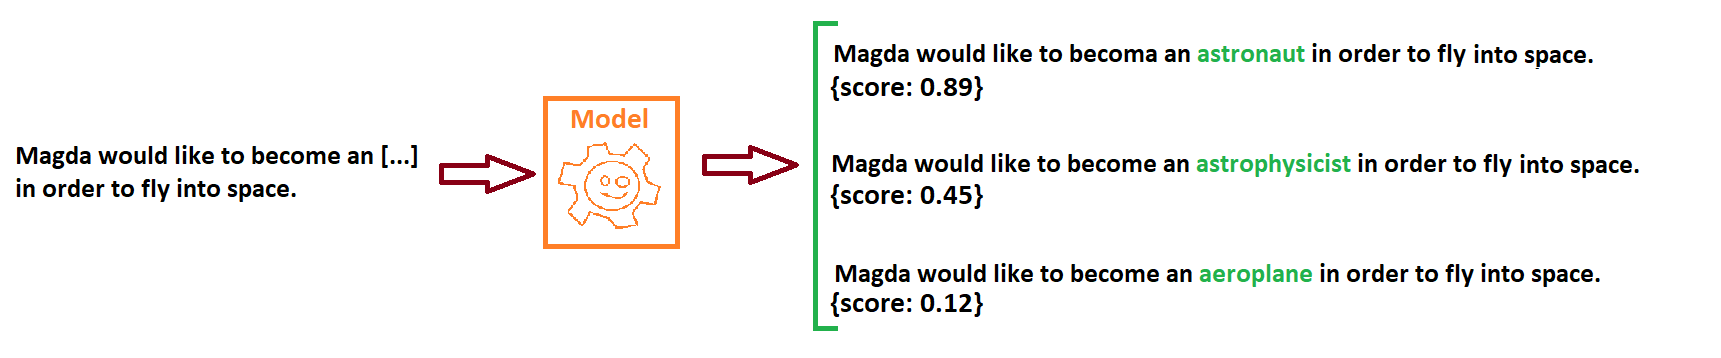 Magda would like to become an [...]
in order to fly into space.
Model
Magda would like to becoma an astronaut in order to fly into space.
{score: 0.89}
Magda would like to become an astrophysicist in order to fly into space.
{score: 0.45}
Magda would like to become an aeroplane in order to fly into space.
{score: 0.12}